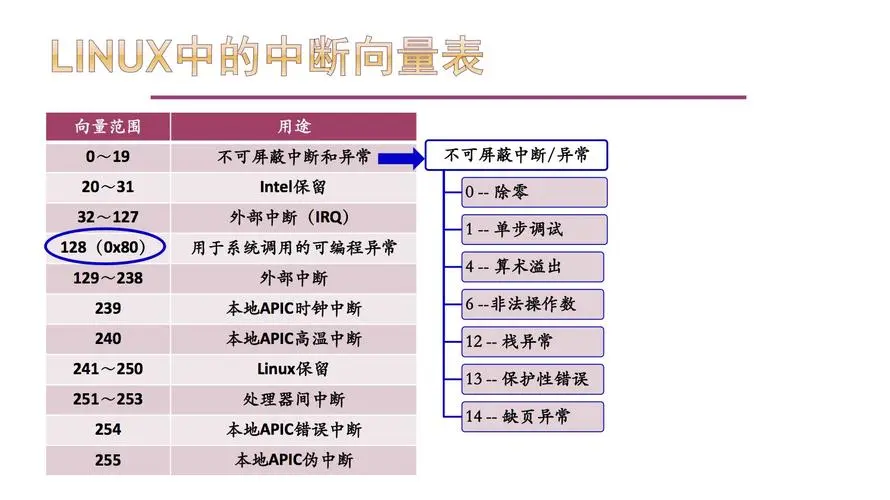 LINUX中的中断向量表
向量范围 用途
0～19 不可屏蔽中断和异常
20～31 Intel保留
32～127 外部中断（IRQ）
128（0x80） 用于系统调用的可编程异常
129～238 外部中断
239 本地APIC时钟中断
240 本地APIC高温中断
241～250 Linux保留
251～253 处理器间中断
254 本地APIC错误中断
255 本地APIC伪中断
不可屏蔽中断/异常
0 -- 除零
1 -- 单步调试
4 -- 算术溢出
6 --非法操作数
12 -- 栈异常
13 -- 保护性错误
14 -- 缺页异常